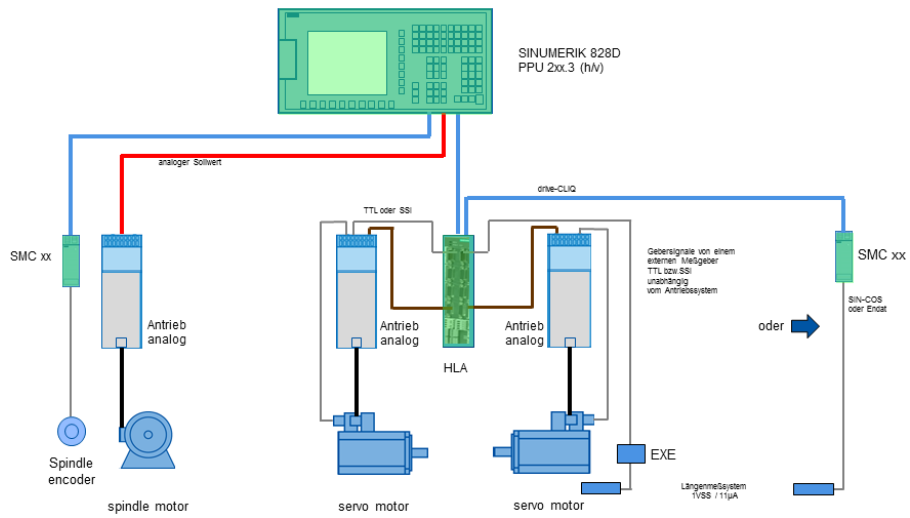 SINUMERIK 828D
PPU 2xx.3 (h/v)
analoger Sollwert
drive-CLIQ
TTL oder SSI
SMC xx
Gebersignale von einem
externen Meßgeber
TTL bzw.SSI
unabhängig
vom Antriebssystem
SMC xx
SIN-COS
oder Endat
Antrieb
analog
Antrieb
analog
Antrieb
analog
oder
HLA
EXE
Spindle
encoder
Längenmeßsystem
1VSS / 11µA
spindle motor
servo motor
servo motor